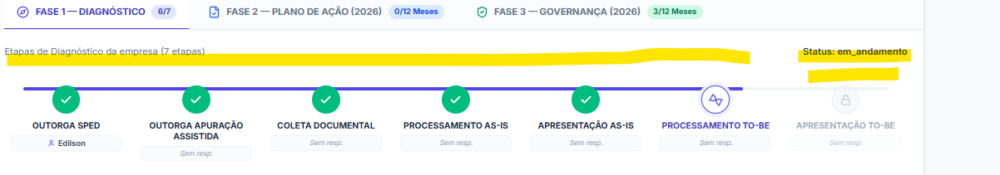 FASE 1 — DIAGNÓSTICO 6/7 FASE 2 — PLANO DE AÇÃO (2026) 0/12 Meses FASE 3 — GOVERNANÇA (2026) 3/12 Meses
Etapas de Diagnóstico da empresa (7 etapas) Status: em_andamento
OUTORGA SPED
Edilson
OUTORGA APURAÇÃO
ASSISTIDA
Sem resp.
COLETA DOCUMENTAL
Sem resp.
PROCESSAMENTO AS-IS
Sem resp.
APRESENTAÇÃO AS-IS
Sem resp.
PROCESSAMENTO TO-BE
Sem resp.
APRESENTAÇÃO TO-BE
Sem resp.